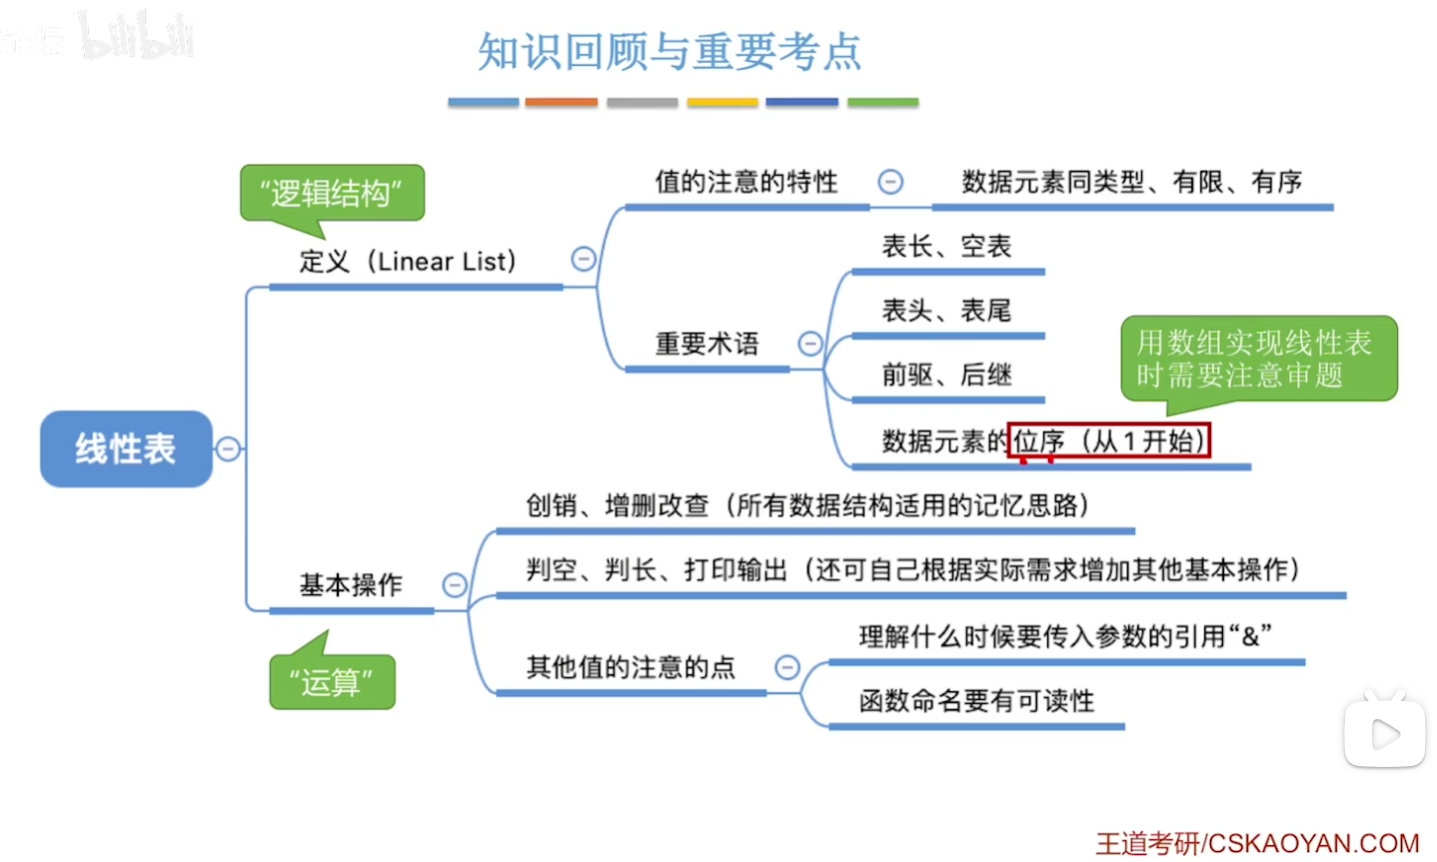 bilibili
知识回顾与重要考点
“逻辑结构”
定义（Linear List）
值的注意的特性
数据元素同类型、有限、有序
重要术语
表长、空表
表头、表尾
前驱、后继
数据元素的位序（从1开始）
用数组实现线性表
时需要注意审题
线性表
基本操作
“运算”
创销、增删改查（所有数据结构适用的记忆思路）
判空、判长、打印输出（还可自己根据实际需求增加其他基本操作）
其他值的注意的点
理解什么时候要传入参数的引用“&”
函数命名要有可读性
王道考研/CSKAOYAN.COM